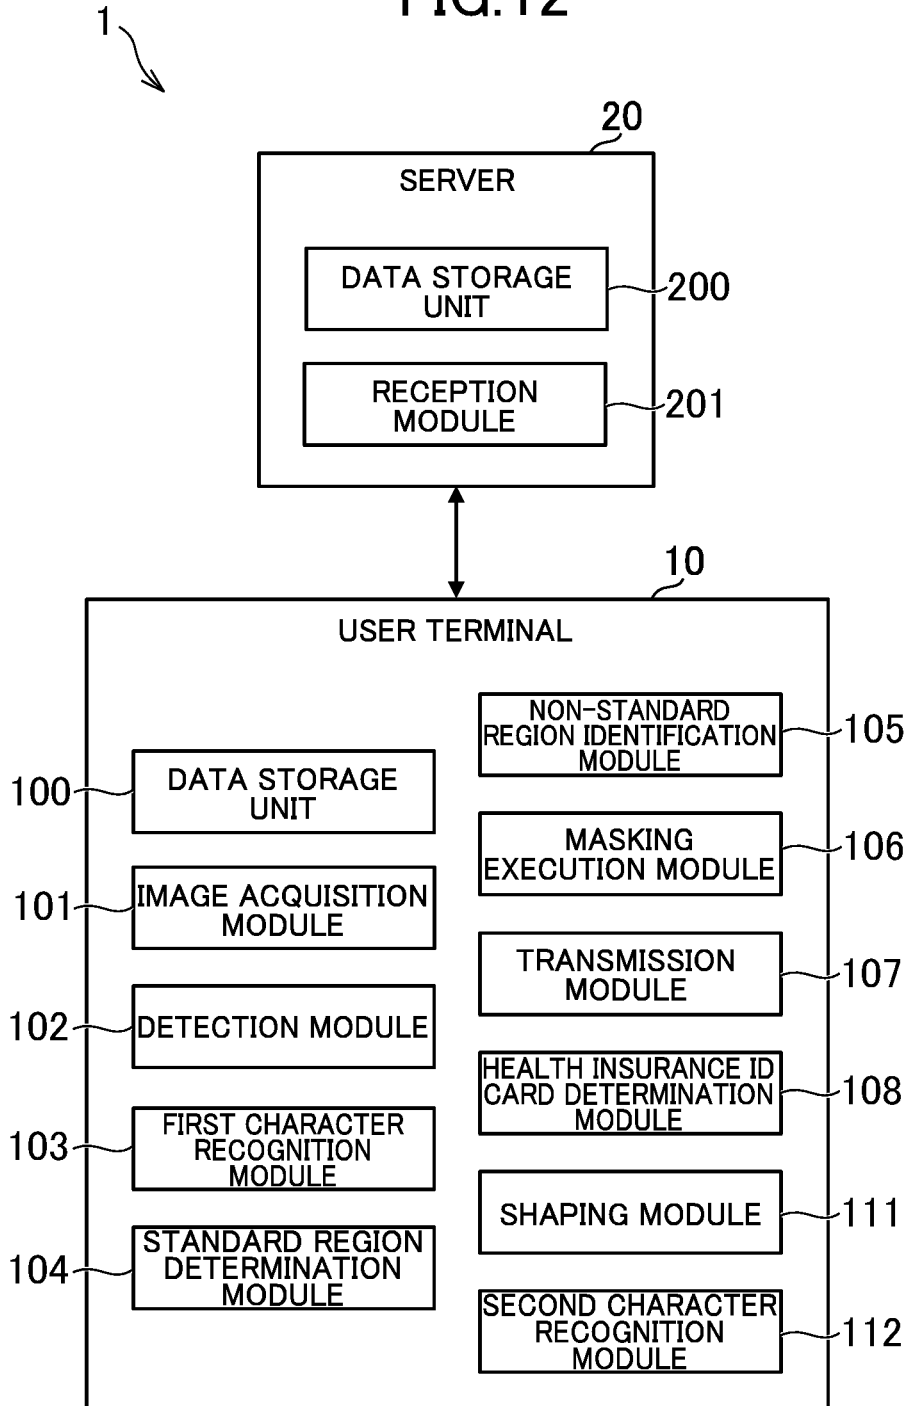 FIG.12
1
20
SERVER
DATA STORAGE
UNIT
200
RECEPTION
MODULE
201
10
USER TERMINAL
100
DATA STORAGE
UNIT
101
IMAGE ACQUISITION
MODULE
102
DETECTION MODULE
103
FIRST CHARACTER
RECOGNITION
MODULE
104
STANDARD REGION
DETERMINATION
MODULE
NON-STANDARD
REGION IDENTIFICATION
MODULE
105
MASKING
EXECUTION MODULE
106
TRANSMISSION
MODULE
107
HEALTH INSURANCE ID
CARD DETERMINATION
MODULE
108
SHAPING MODULE
111
SECOND CHARACTER
RECOGNITION
MODULE
112